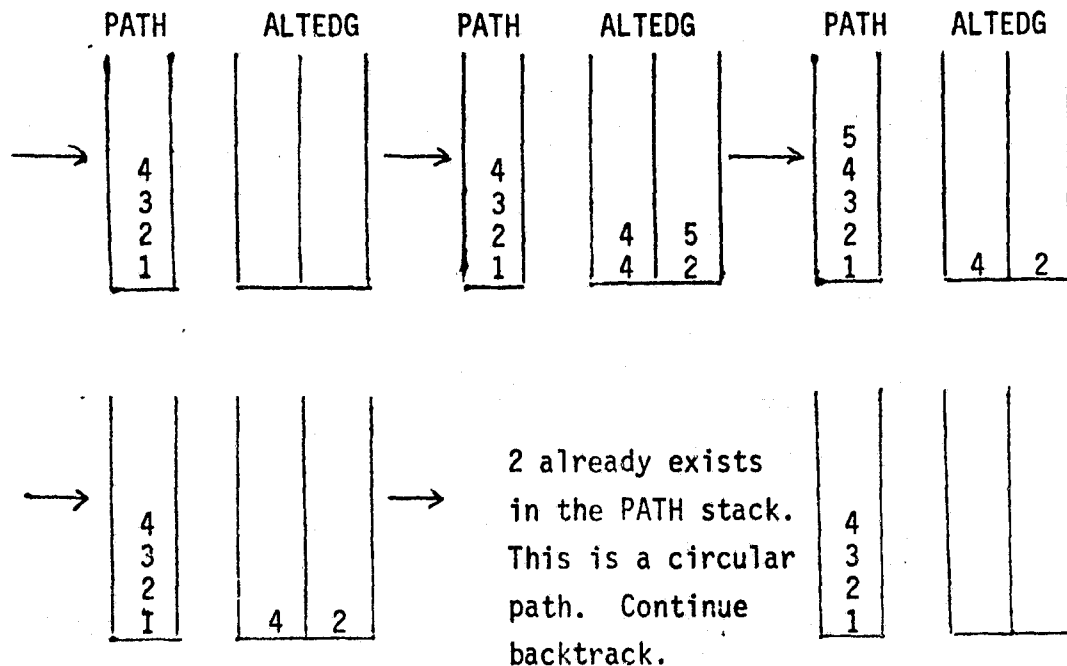 PATH ALTEDG PATH ALTEDG PATH ALTEDG
5
4 4 4
3 3 3
2 4 5 2 2
1 4 2 1 4 2 1
4 4
3 3
2 2
1 4 2 1
2 already exists
in the PATH stack.
This is a circular
path. Continue
backtrack.